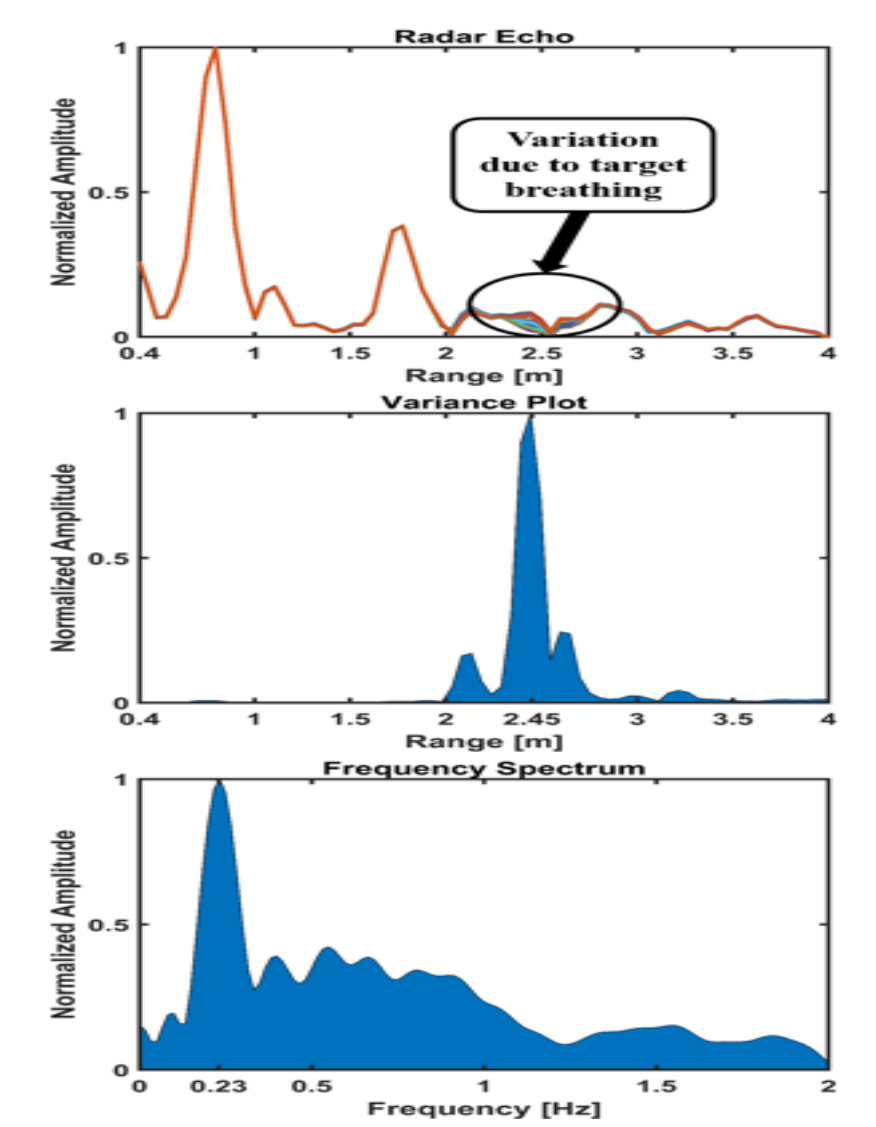 Radar Echo
1
0.5
0
Normalized Amplitude
Variation
due to target
breathing
0.4 1 1.5 2 2.5 3 3.5 4
Range [m]
Variance Plot
1
0.5
0
Normalized Amplitude
0.4 1 1.5 2 2.45 3 3.5 4
Range [m]
Frequency Spectrum
1
0.5
0
Normalized Amplitude
0 0.23 0.5 1 1.5 2
Frequency [Hz]